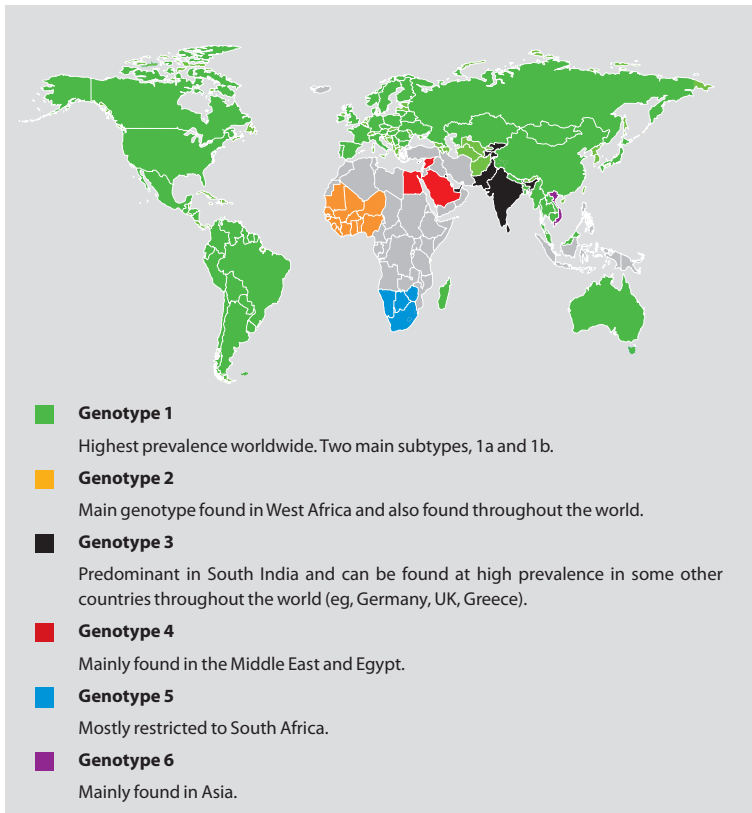 Genotype 1
Highest prevalence worldwide. Two main subtypes, 1a and 1b.
Genotype 2
Main genotype found in West Africa and also found throughout the world.
Genotype 3
Predominant in South India and can be found at high prevalence in some other
countries throughout the world (eg, Germany, UK, Greece).
Genotype 4
Mainly found in the Middle East and Egypt.
Genotype 5
Mostly restricted to South Africa.
Genotype 6
Mainly found in Asia.